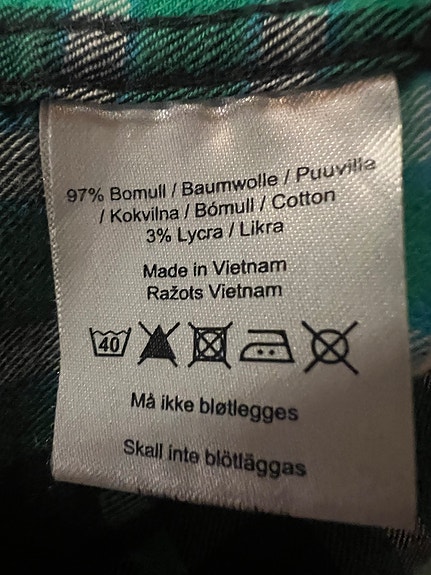 97% Bomull / Baumwolle / Puuvilla
/ Kokvilna / Bómull / Cotton
3% Lycra / Likra
Made in Vietnam
Ražots Vietnam
40
Må ikke bløtlegges
Skall inte blötläggas